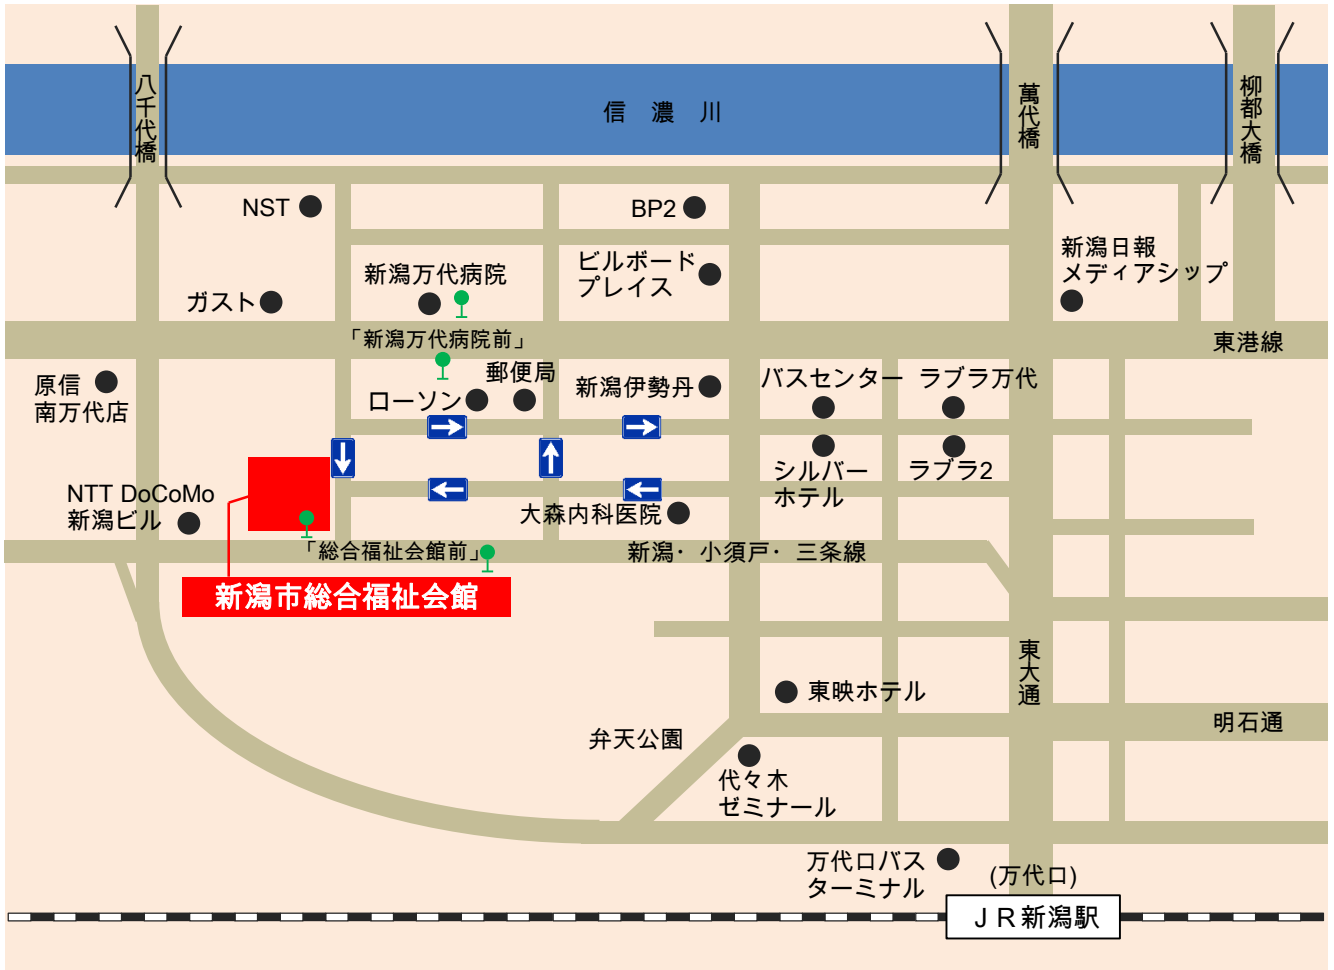 八千代橋
信 濃 川
萬代橋
柳都大橋
NST
BP2
新潟日報
メディアシップ
新潟万代病院
ビルボード
プレイス
ガスト
「新潟万代病院前」
東港線
原信
南万代店
ローソン
郵便局
新潟伊勢丹
バスセンター
ラブラ万代
シルバー
ホテル
ラブラ2
NTT DoCoMo
新潟ビル
大森内科医院
「総合福祉会館前」
新潟・小須戸・三条線
新潟市総合福祉会館
東大通
東映ホテル
明石通
弁天公園
代々木
ゼミナール
万代口バス
ターミナル
(万代口)
ＪＲ新潟駅